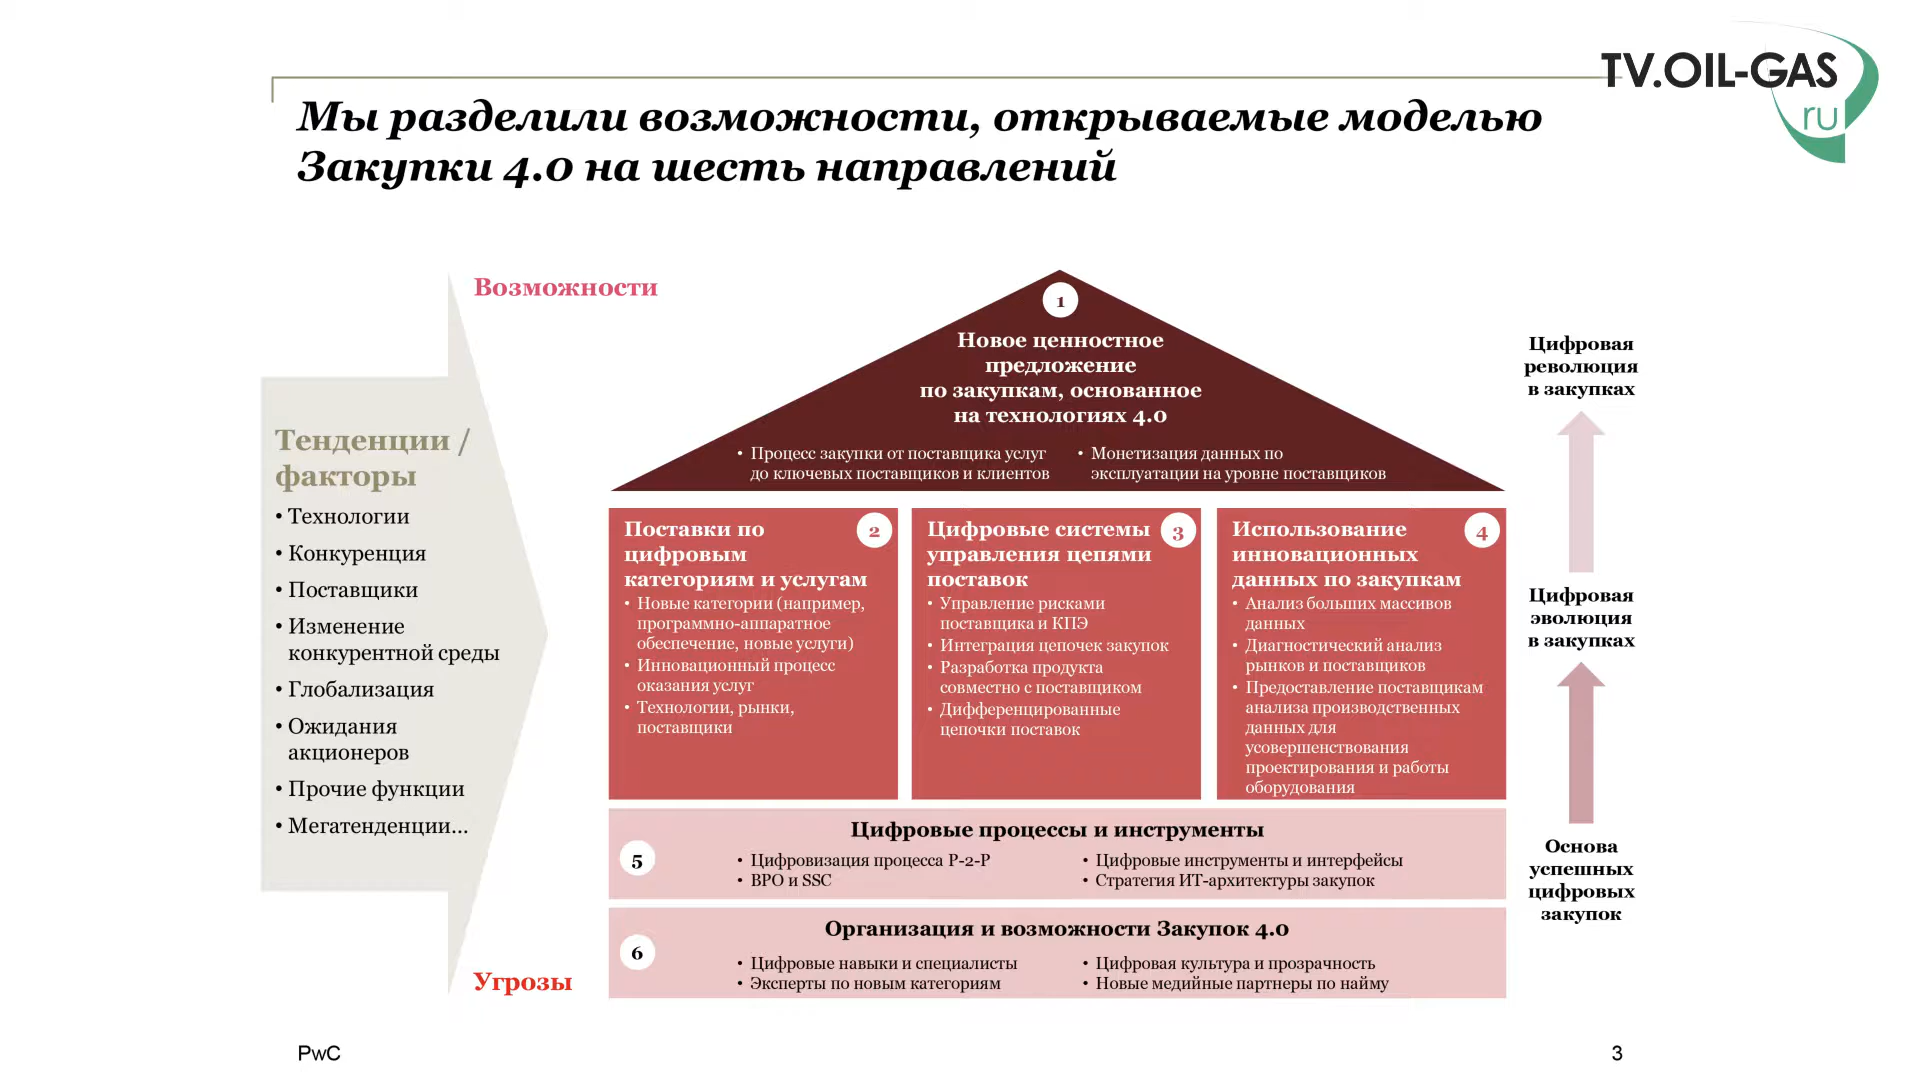 TV.OIL-GAS
ru
Мы разделили возможности, открываемые моделью
Закупки 4.0 на шесть направлений
Возможности
Тенденции /
факторы
• Технологии
• Конкуренция
• Поставщики
• Изменение
конкурентной среды
• Глобализация
• Ожидания
акционеров
• Прочие функции
• Мегатенденции...
Угрозы
1
Новое ценностное
предложение
по закупкам, основанное
на технологиях 4.0
• Процесс закупки от поставщика услуг
до ключевых поставщиков и клиентов
• Монетизация данных по
эксплуатации на уровне поставщиков
Поставки по
цифровым
категориям и услугам
2
• Новые категории (например,
программно-аппаратное
обеспечение, новые услуги)
• Инновационный процесс
оказания услуг
• Технологии, рынки,
поставщики
Цифровые системы
управления цепями
поставок
3
• Управление рисками
поставщика и КПЭ
• Интеграция цепочек закупок
• Разработка продукта
совместно с поставщиком
• Дифференцированные
цепочки поставок
Использование
инновационных
данных по закупкам
4
• Анализ больших массивов
данных
• Диагностический анализ
рынков и поставщиков
• Предоставление поставщикам
анализа производственных
данных для
усовершенствования
проектирования и работы
оборудования
5
Цифровые процессы и инструменты
• Цифровизация процесса P-2-P
• BPO и SSC
• Цифровые инструменты и интерфейсы
• Стратегия ИТ-архитектуры закупок
6
Организация и возможности Закупок 4.0
• Цифровые навыки и специалисты
• Эксперты по новым категориям
• Цифровая культура и прозрачность
• Новые медийные партнеры по найму
Цифровая
революция
в закупках
Цифровая
эволюция
в закупках
Основа
успешных
цифровых
закупок
PwC
3